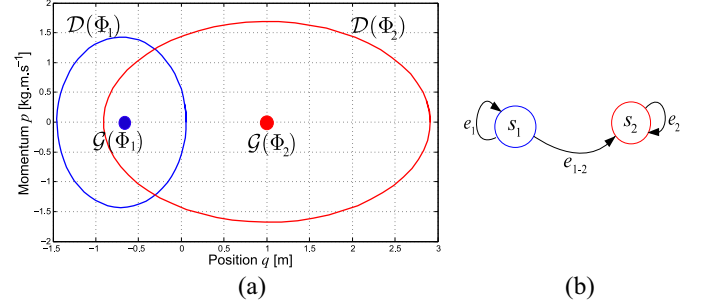 𝒟(Φ₁) 𝒟(Φ₂)
2
1.5
1
0.5
0
-0.5
-1
-1.5
-2
Momentum p [kg.m.s⁻¹]
𝒢(Φ₁) 𝒢(Φ₂)
-1.5 -1 -0.5 0 0.5 1 1.5 2 2.5 3
Position q [m]
(a)
e₁ s₁ s₂ e₂
e₁₋₂
(b)